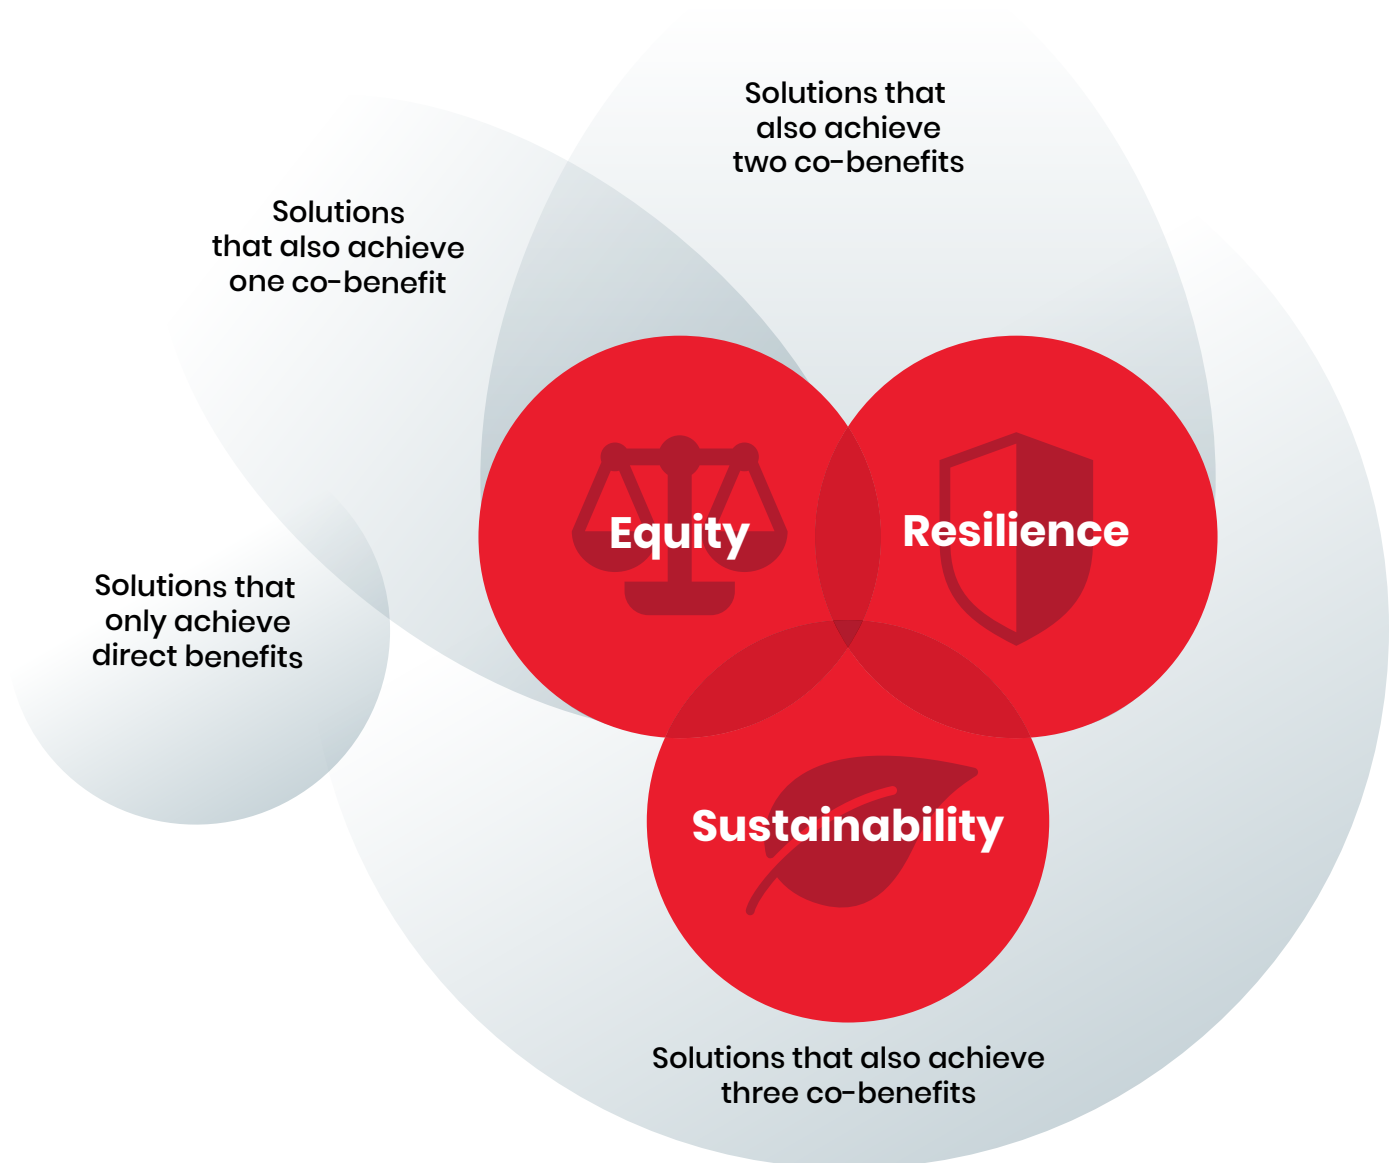 Solutions that
also achieve
two co-benefits
Solutions
that also achieve
one co-benefit
Equity
Resilience
Solutions that
only achieve
direct benefits
Sustainability
Solutions that also achieve
three co-benefits